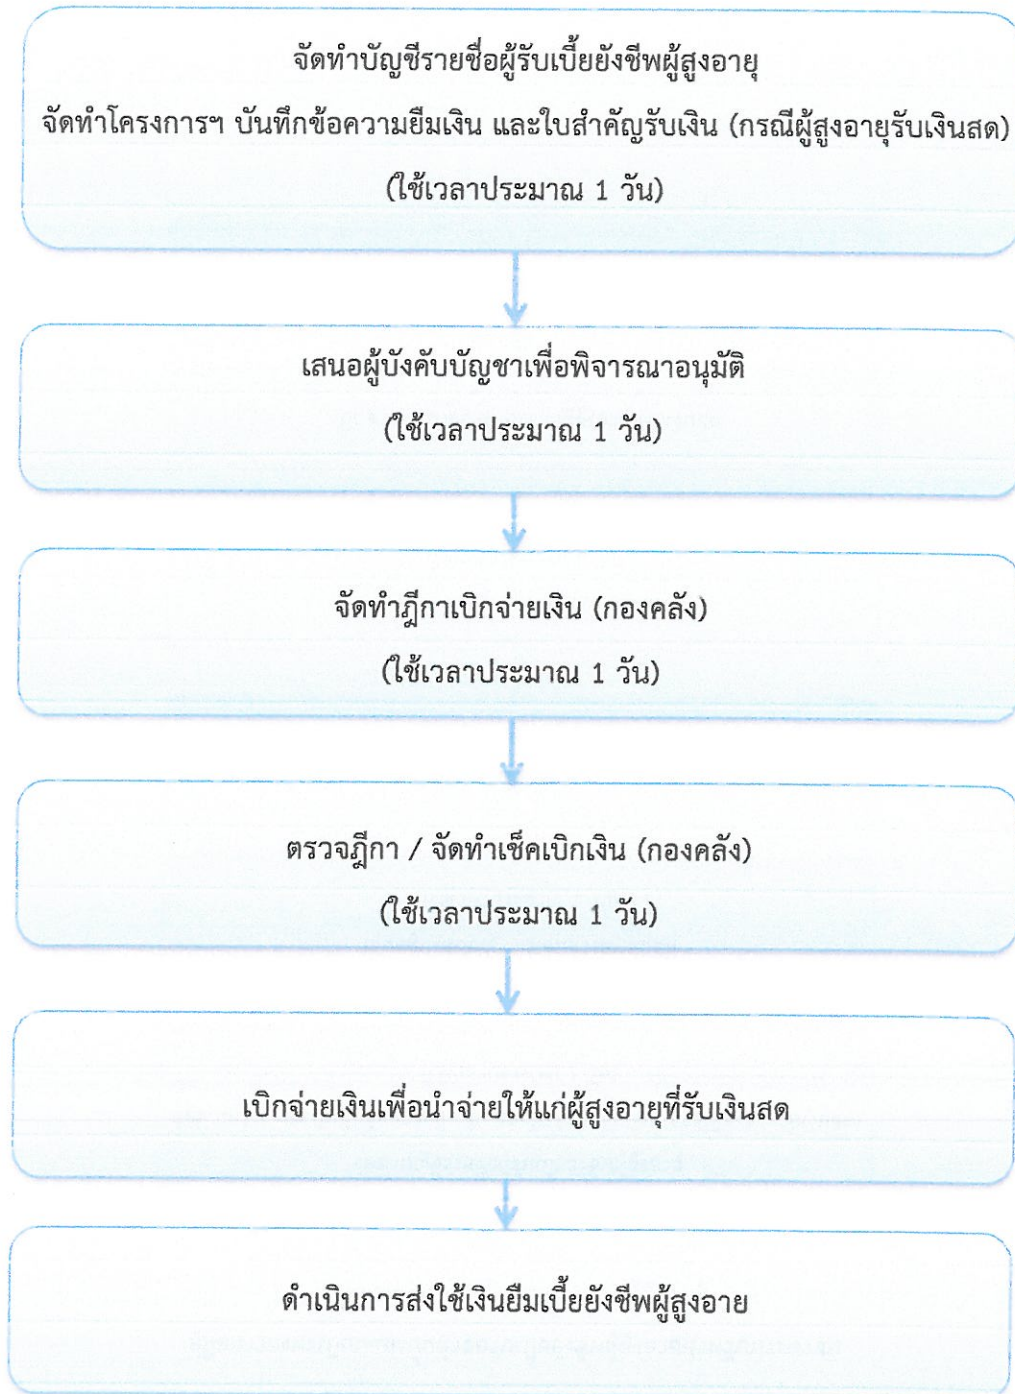 จัดทำบัญชีรายชื่อผู้รับเบี้ยยังชีพผู้สูงอายุ
จัดทำโครงการฯ บันทึกข้อความยืมเงิน และใบสำคัญรับเงิน (กรณีผู้สูงอายุรับเงินสด)
(ใช้เวลาประมาณ 1 วัน)
เสนอผู้บังคับบัญชาเพื่อพิจารณาอนุมัติ
(ใช้เวลาประมาณ 1 วัน)
จัดทำฎีกาเบิกจ่ายเงิน (กองคลัง)
(ใช้เวลาประมาณ 1 วัน)
ตรวจฎีกา / จัดทำเช็คเบิกเงิน (กองคลัง)
(ใช้เวลาประมาณ 1 วัน)
เบิกจ่ายเงินเพื่อนำจ่ายให้แก่ผู้สูงอายุที่รับเงินสด
ดำเนินการส่งใช้เงินยืมเบี้ยยังชีพผู้สูงอาย